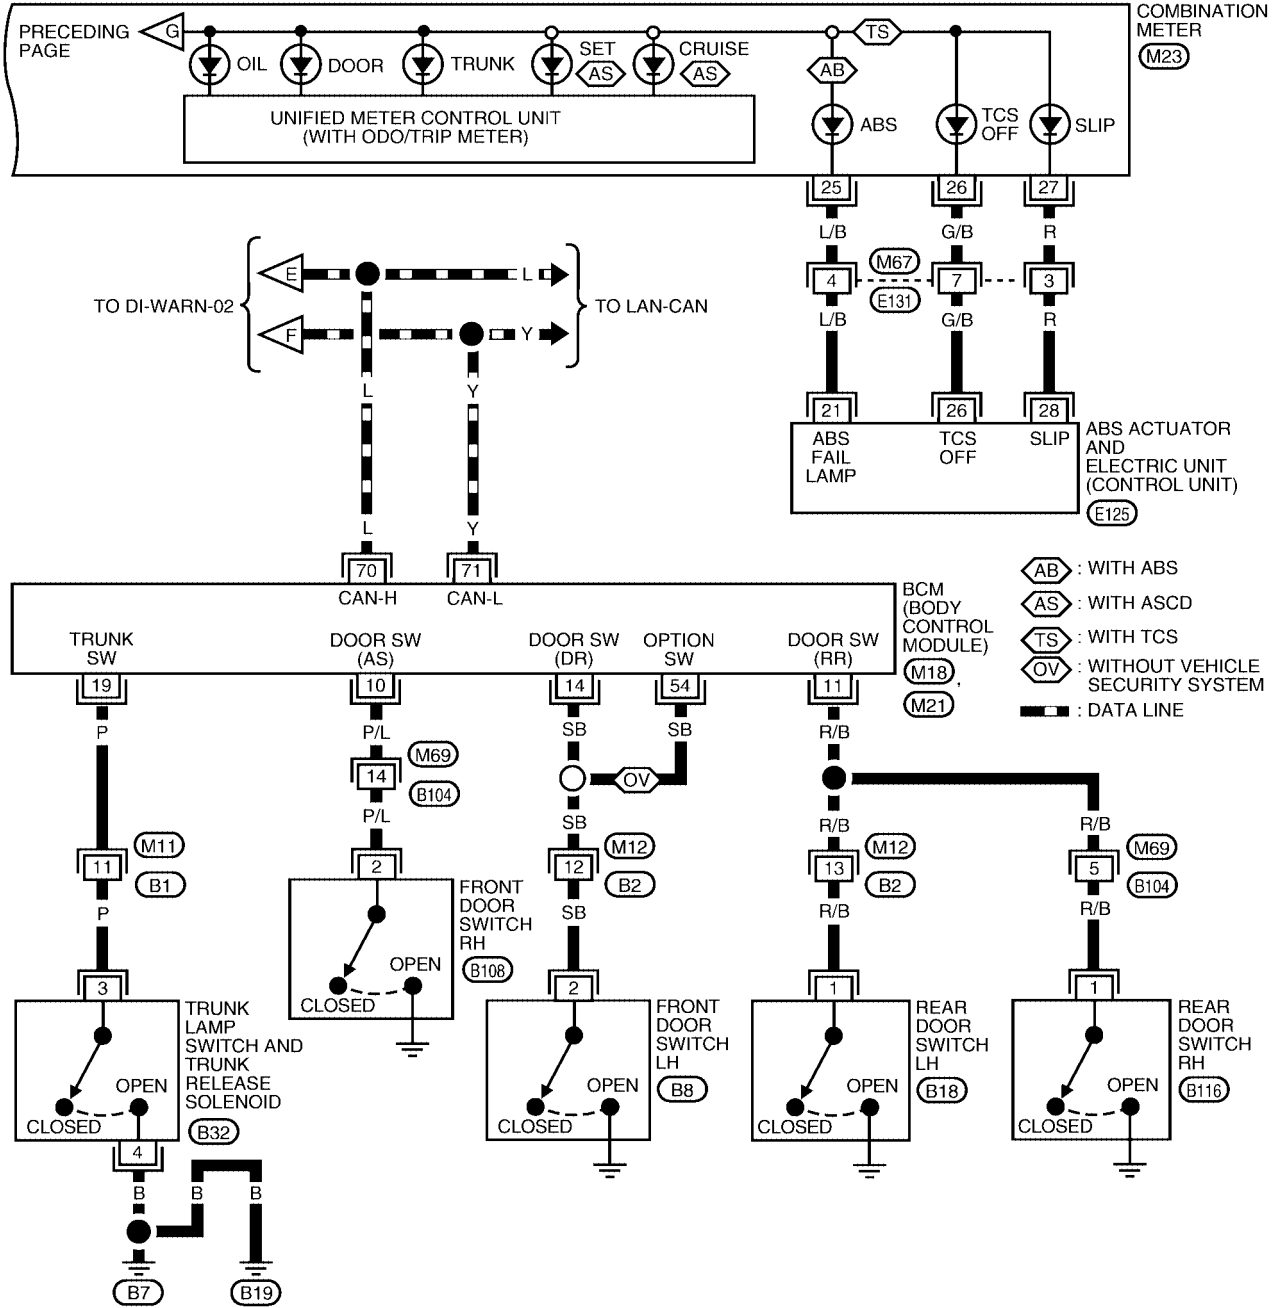 PRECEDING
PAGE
G
OIL
DOOR
TRUNK
SET
AS
CRUISE
AS
TS
AB
ABS
TCS
OFF
SLIP
COMBINATION
METER
M23
UNIFIED METER CONTROL UNIT
(WITH ODO/TRIP METER)
25
26
27
L/B
G/B
R
M67
4
7
3
E131
L/B
G/B
R
21
26
28
ABS
FAIL
LAMP
TCS
OFF
SLIP
ABS ACTUATOR
AND
ELECTRIC UNIT
(CONTROL UNIT)
E125
TO DI-WARN-02
E
L
F
Y
TO LAN-CAN
L
Y
L
Y
70
71
CAN-H
CAN-L
AB : WITH ABS
AS : WITH ASCD
TS : WITH TCS
OV : WITHOUT VEHICLE
SECURITY SYSTEM
: DATA LINE
BCM
(BODY
CONTROL
MODULE)
M18 ,
M21
TRUNK
SW
DOOR SW
(AS)
DOOR SW
(DR)
OPTION
SW
DOOR SW
(RR)
19
10
14
54
11
P
P/L
SB
SB
R/B
M69
14
B104
P/L
OV
SB
R/B
R/B
M11
11
B1
P
2
M12
12
B2
SB
M12
13
B2
R/B
M69
5
B104
R/B
FRONT
DOOR
SWITCH
RH
B108
OPEN
CLOSED
3
TRUNK
LAMP
SWITCH AND
TRUNK
RELEASE
SOLENOID
B32
OPEN
CLOSED
2
FRONT
DOOR
SWITCH
LH
B8
OPEN
CLOSED
1
REAR
DOOR
SWITCH
LH
B18
OPEN
CLOSED
1
REAR
DOOR
SWITCH
RH
B116
OPEN
CLOSED
4
B
B
B
B7
B19